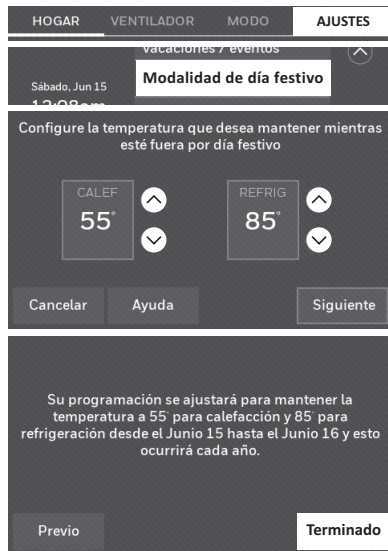 HOGAR VENTILADOR MODO AJUSTES
vacaciones / eventos
Modalidad de día festivo
Sábado, Jun 15
12:08am
Configure la temperatura que desea mantener mientras
esté fuera por día festivo
CALEF REFRIG
55° 85°
Cancelar Ayuda Siguiente
Su programación se ajustará para mantener la
temperatura a 55° para calefacción y 85° para
refrigeración desde el Junio 15 hasta el Junio 16 y esto
ocurrirá cada año.
Previo Terminado